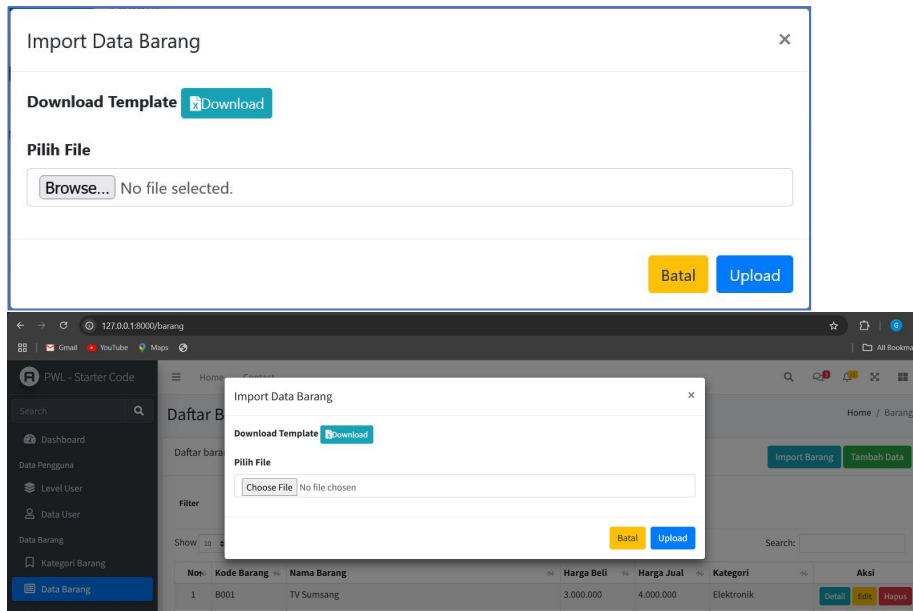 Import Data Barang ×
Download Template Download
Pilih File
Browse... No file selected.
Batal Upload
127.0.0.1:8000/barang
Gmail YouTube Maps All Bookma
PWL - Starter Code Home Contact
Import Data Barang ×
Search Daftar B Home / Barang
Download Template Download
Dashboard
Daftar bara Import Barang Tambah Data
Data Pengguna Pilih File
Level User Choose File No file chosen
Filter
Data User
Data Barang Show 10 Batal Upload Search:
Kategori Barang
No Kode Barang Nama Barang Harga Beli Harga Jual Kategori Aksi
Data Barang 1 B001 TV Sumsang 3.000.000 4.000.000 Elektronik Detail Edit Hapus